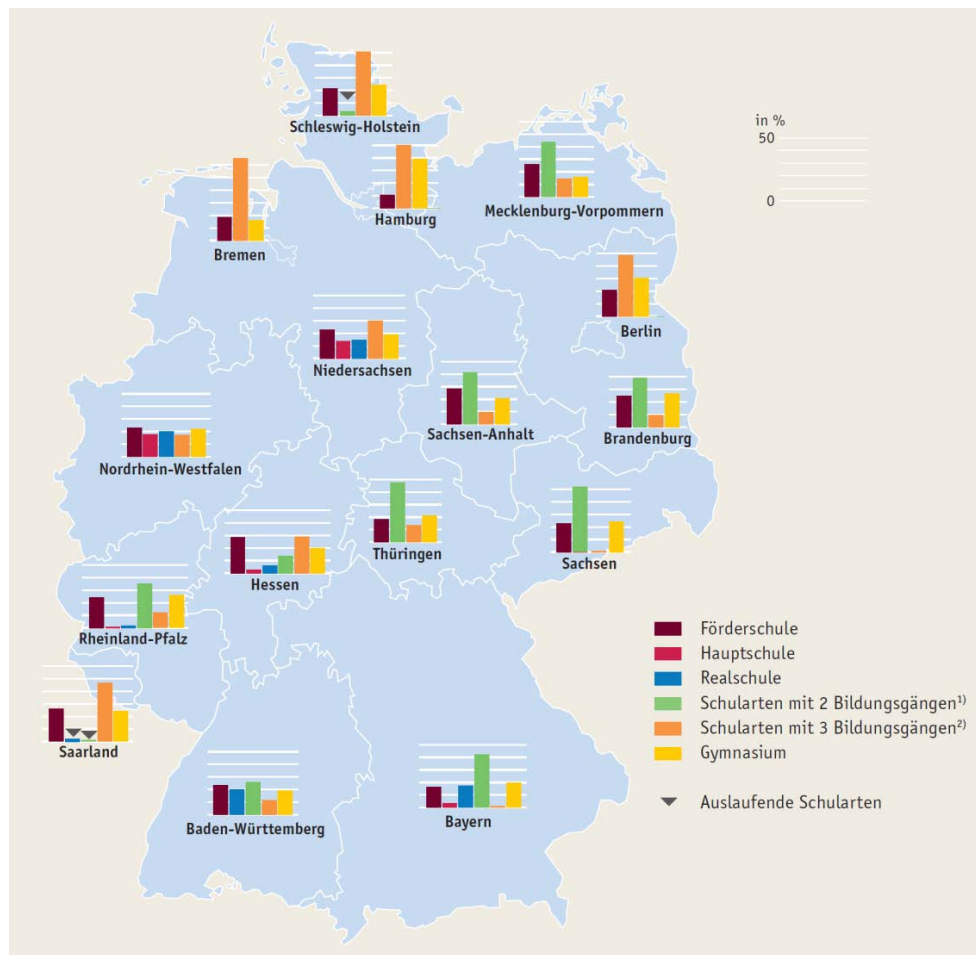 Schleswig-Holstein
in %
50
0
Hamburg
Mecklenburg-Vorpommern
Bremen
Berlin
Niedersachsen
Sachsen-Anhalt
Brandenburg
Nordrhein-Westfalen
Thüringen
Sachsen
Hessen
Rheinland-Pfalz
Saarland
Baden-Württemberg
Bayern
Förderschule
Hauptschule
Realschule
Schularten mit 2 Bildungsgängen¹⁾
Schularten mit 3 Bildungsgängen²⁾
Gymnasium
Auslaufende Schularten